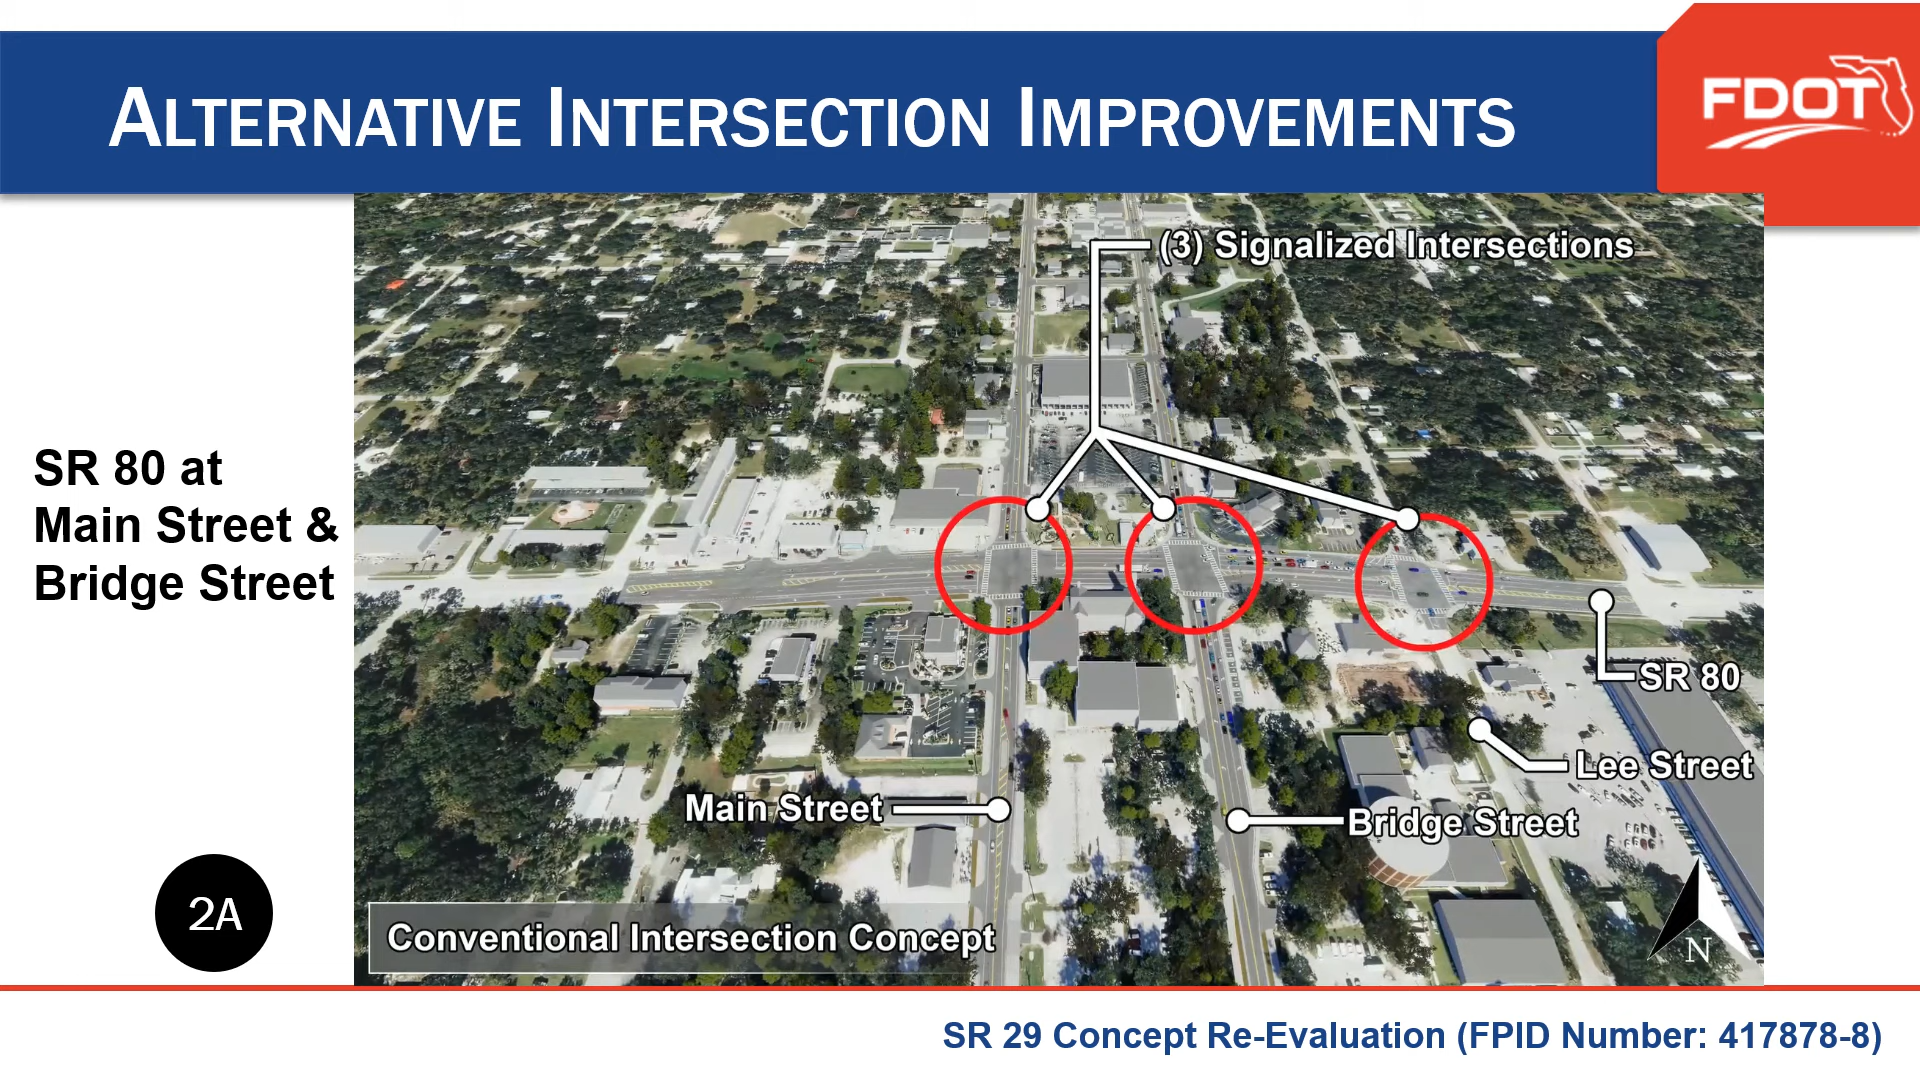 ALTERNATIVE INTERSECTION IMPROVEMENTS
FDOT
(3) Signalized Intersections
SR 80 at
Main Street &
Bridge Street
SR 80
Lee Street
Main Street
Bridge Street
2A
Conventional Intersection Concept
N
SR 29 Concept Re-Evaluation (FPID Number: 417878-8)